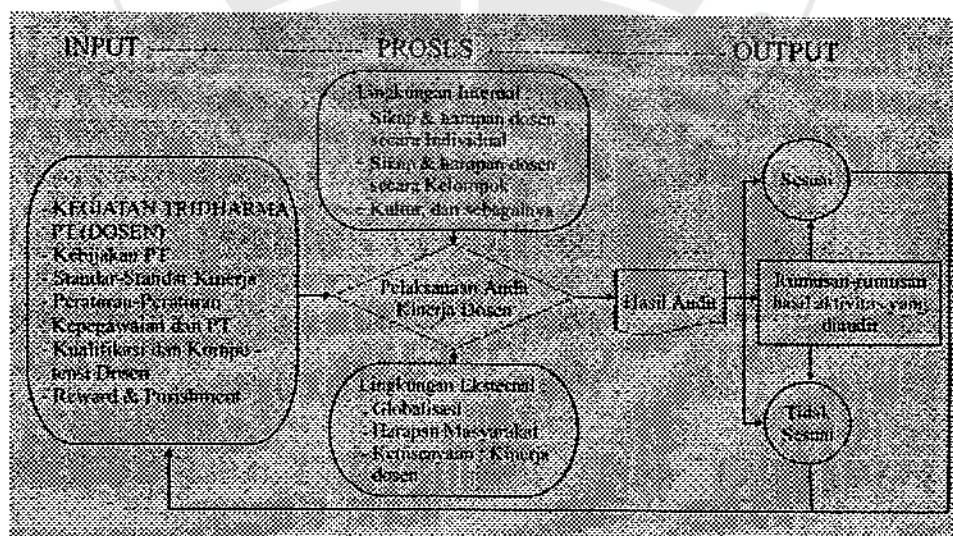 INPUT PROSES OUTPUT
- KEGIATAN TRIDHARMA
PT (DOSEN)
- Kebijakan PT
- Standar-Standar Kinerja
- Peraturan-Peraturan
Kepegawaian dan PT
- Kualifikasi dan Kompe -
tensi Dosen
- Reward & Punishment
Lingkungan Internal
- Sikap & harapan dosen
secara Individual
- Sikap & harapan dosen
secara Kelompok
- Kultur, dan sebagainya
Pelaksanaan Audit
Kinerja Dosen
Lingkungan Eksternal
- Globalisasi
- Harapan Masyarakat
Kinerja
dosen
Hasil Audit
Sesuai
Rumusan-rumusan
hasil aktivitas yang
diaudit
Tidak
Sesuai